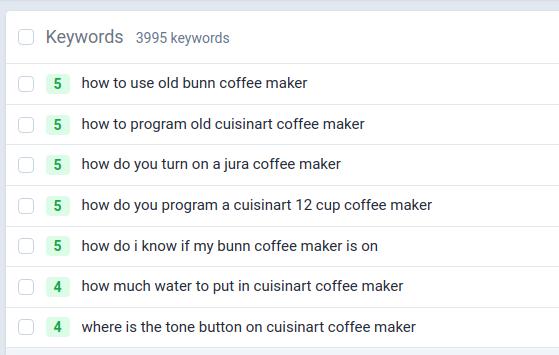 Keywords 3995 keywords
5 how to use old bunn coffee maker
5 how to program old cuisinart coffee maker
5 how do you turn on a jura coffee maker
5 how do you program a cuisinart 12 cup coffee maker
5 how do i know if my bunn coffee maker is on
4 how much water to put in cuisinart coffee maker
4 where is the tone button on cuisinart coffee maker